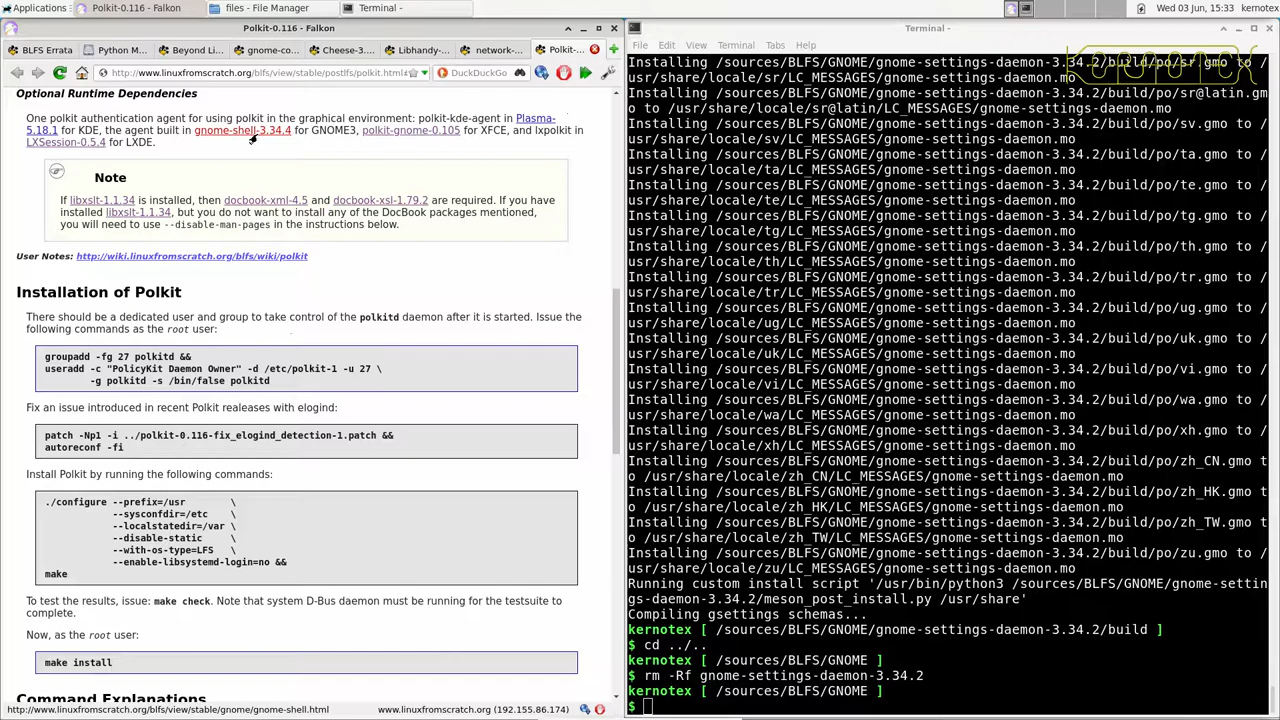 Applications
Polkit-0.116 - Falkon
files - File Manager
Terminal -
Wed 03 Jun, 15:33
kernotex
Polkit-0.116 - Falkon
BLFS Errata
Python M...
Beyond Li...
gnome-co...
Cheese-3....
Libhandy-...
network-...
Polkit-...
http://www.linuxfromscratch.org/blfs/view/stable/postlfs/polkit.html
DuckDuckGo
Optional Runtime Dependencies
One polkit authentication agent for using polkit in the graphical environment: polkit-kde-agent in Plasma-
5.18.1 for KDE, the agent built in gnome-shell-3.34.4 for GNOME3, polkit-gnome-0.105 for XFCE, and lxpolkit in
LXSession-0.5.4 for LXDE.
Note
If libxslt-1.1.34 is installed, then docbook-xml-4.5 and docbook-xsl-1.79.2 are required. If you have
installed libxslt-1.1.34, but you do not want to install any of the DocBook packages mentioned,
you will need to use --disable-man-pages in the instructions below.
User Notes: http://wiki.linuxfromscratch.org/blfs/wiki/polkit
Installation of Polkit
There should be a dedicated user and group to take control of the polkitd daemon after it is started. Issue the
following commands as the root user:
groupadd -fg 27 polkitd &&
useradd -c "PolicyKit Daemon Owner" -d /etc/polkit-1 -u 27 \
-g polkitd -s /bin/false polkitd
Fix an issue introduced in recent Polkit realeases with elogind:
patch -Np1 -i ../polkit-0.116-fix_elogind_detection-1.patch &&
autoreconf -fi
Install Polkit by running the following commands:
./configure --prefix=/usr \
--sysconfdir=/etc \
--localstatedir=/var \
--disable-static \
--with-os-type=LFS \
--enable-libsystemd-login=no &&
make
To test the results, issue: make check. Note that system D-Bus daemon must be running for the testsuite to
complete.
Now, as the root user:
make install
Command Explanations
http://www.linuxfromscratch.org/blfs/view/stable/gnome/gnome-shell.html
www.linuxfromscratch.org (192.155.86.174)
Terminal -
File Edit View Terminal Tabs Help
Installing /sources/BLFS/GNOME/gnome-settings-daemon-3.34.2/build/po/sr.gmo to /
usr/share/locale/sr/LC_MESSAGES/gnome-settings-daemon.mo
Installing /sources/BLFS/GNOME/gnome-settings-daemon-3.34.2/build/po/sr@latin.gm
o to /usr/share/locale/sr@latin/LC_MESSAGES/gnome-settings-daemon.mo
Installing /sources/BLFS/GNOME/gnome-settings-daemon-3.34.2/build/po/sv.gmo to /
usr/share/locale/sv/LC_MESSAGES/gnome-settings-daemon.mo
Installing /sources/BLFS/GNOME/gnome-settings-daemon-3.34.2/build/po/ta.gmo to /
usr/share/locale/ta/LC_MESSAGES/gnome-settings-daemon.mo
Installing /sources/BLFS/GNOME/gnome-settings-daemon-3.34.2/build/po/te.gmo to /
usr/share/locale/te/LC_MESSAGES/gnome-settings-daemon.mo
Installing /sources/BLFS/GNOME/gnome-settings-daemon-3.34.2/build/po/tg.gmo to /
usr/share/locale/tg/LC_MESSAGES/gnome-settings-daemon.mo
Installing /sources/BLFS/GNOME/gnome-settings-daemon-3.34.2/build/po/th.gmo to /
usr/share/locale/th/LC_MESSAGES/gnome-settings-daemon.mo
Installing /sources/BLFS/GNOME/gnome-settings-daemon-3.34.2/build/po/tr.gmo to /
usr/share/locale/tr/LC_MESSAGES/gnome-settings-daemon.mo
Installing /sources/BLFS/GNOME/gnome-settings-daemon-3.34.2/build/po/ug.gmo to /
usr/share/locale/ug/LC_MESSAGES/gnome-settings-daemon.mo
Installing /sources/BLFS/GNOME/gnome-settings-daemon-3.34.2/build/po/uk.gmo to /
usr/share/locale/uk/LC_MESSAGES/gnome-settings-daemon.mo
Installing /sources/BLFS/GNOME/gnome-settings-daemon-3.34.2/build/po/vi.gmo to /
usr/share/locale/vi/LC_MESSAGES/gnome-settings-daemon.mo
Installing /sources/BLFS/GNOME/gnome-settings-daemon-3.34.2/build/po/wa.gmo to /
usr/share/locale/wa/LC_MESSAGES/gnome-settings-daemon.mo
Installing /sources/BLFS/GNOME/gnome-settings-daemon-3.34.2/build/po/xh.gmo to /
usr/share/locale/xh/LC_MESSAGES/gnome-settings-daemon.mo
Installing /sources/BLFS/GNOME/gnome-settings-daemon-3.34.2/build/po/zh_CN.gmo t
o /usr/share/locale/zh_CN/LC_MESSAGES/gnome-settings-daemon.mo
Installing /sources/BLFS/GNOME/gnome-settings-daemon-3.34.2/build/po/zh_HK.gmo t
o /usr/share/locale/zh_HK/LC_MESSAGES/gnome-settings-daemon.mo
Installing /sources/BLFS/GNOME/gnome-settings-daemon-3.34.2/build/po/zh_TW.gmo t
o /usr/share/locale/zh_TW/LC_MESSAGES/gnome-settings-daemon.mo
Installing /sources/BLFS/GNOME/gnome-settings-daemon-3.34.2/build/po/zu.gmo to /
usr/share/locale/zu/LC_MESSAGES/gnome-settings-daemon.mo
Running custom install script '/usr/bin/python3 /sources/BLFS/GNOME/gnome-settin
gs-daemon-3.34.2/meson_post_install.py /usr/share'
Compiling gsettings schemas...
kernotex [ /sources/BLFS/GNOME/gnome-settings-daemon-3.34.2/build ]
$ cd ../..
kernotex [ /sources/BLFS/GNOME ]
$ rm -Rf gnome-settings-daemon-3.34.2
kernotex [ /sources/BLFS/GNOME ]
$